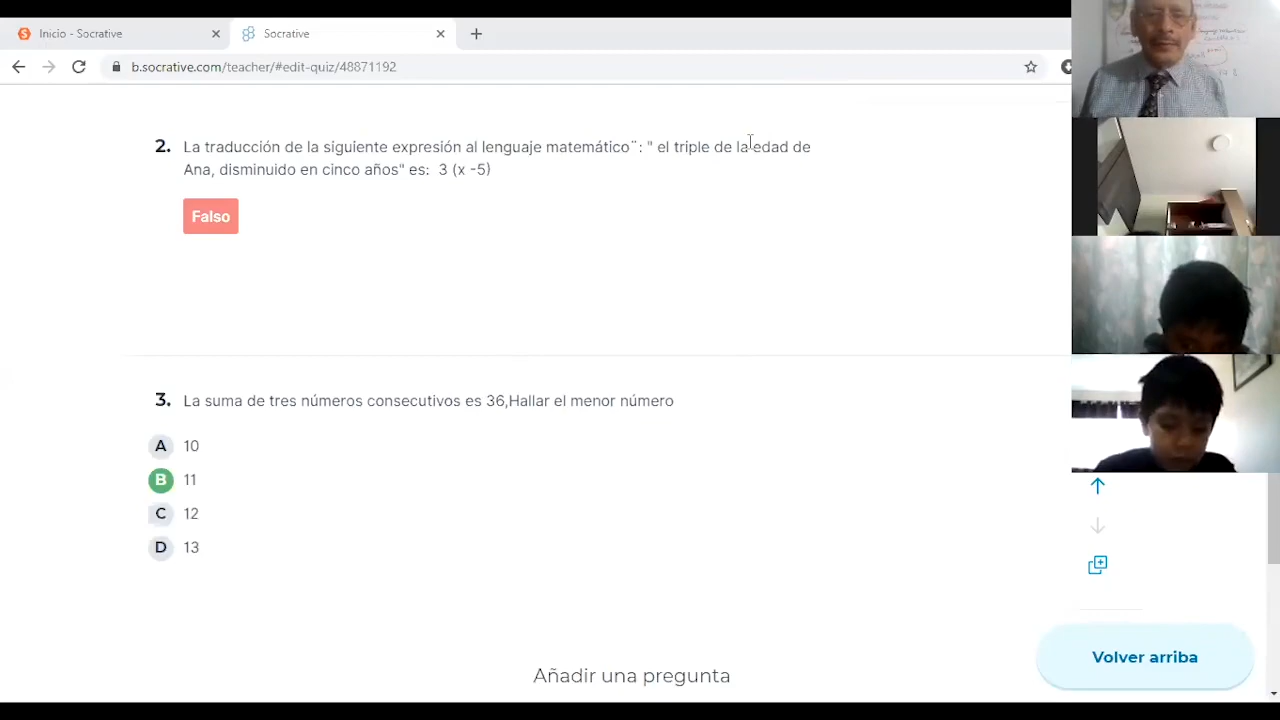 Inicio - Socrative
Socrative
b.socrative.com/teacher/#edit-quiz/48871192
2. La traducción de la siguiente expresión al lenguaje matemático¨: " el triple de la edad de
Ana, disminuido en cinco años" es: 3 (x -5)
Falso
3. La suma de tres números consecutivos es 36,Hallar el menor número
A 10
B 11
C 12
D 13
Volver arriba
Añadir una pregunta